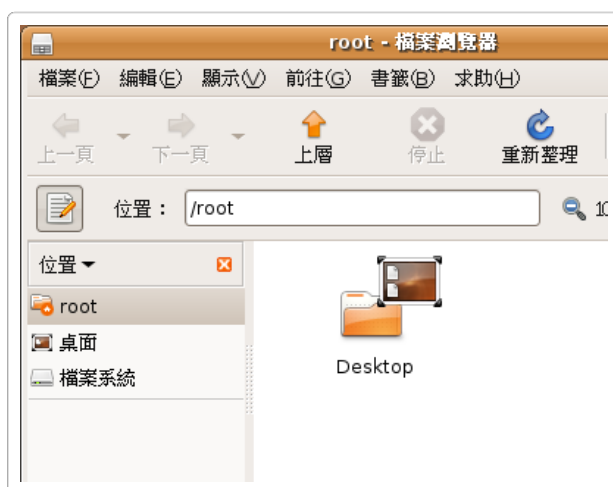 root - 檔案瀏覽器
檔案(F) 編輯(E) 顯示(V) 前往(G) 書籤(B) 求助(H)
上一頁 下一頁 上層 停止 重新整理
位置： /root 10
位置
root
桌面
檔案系統
Desktop